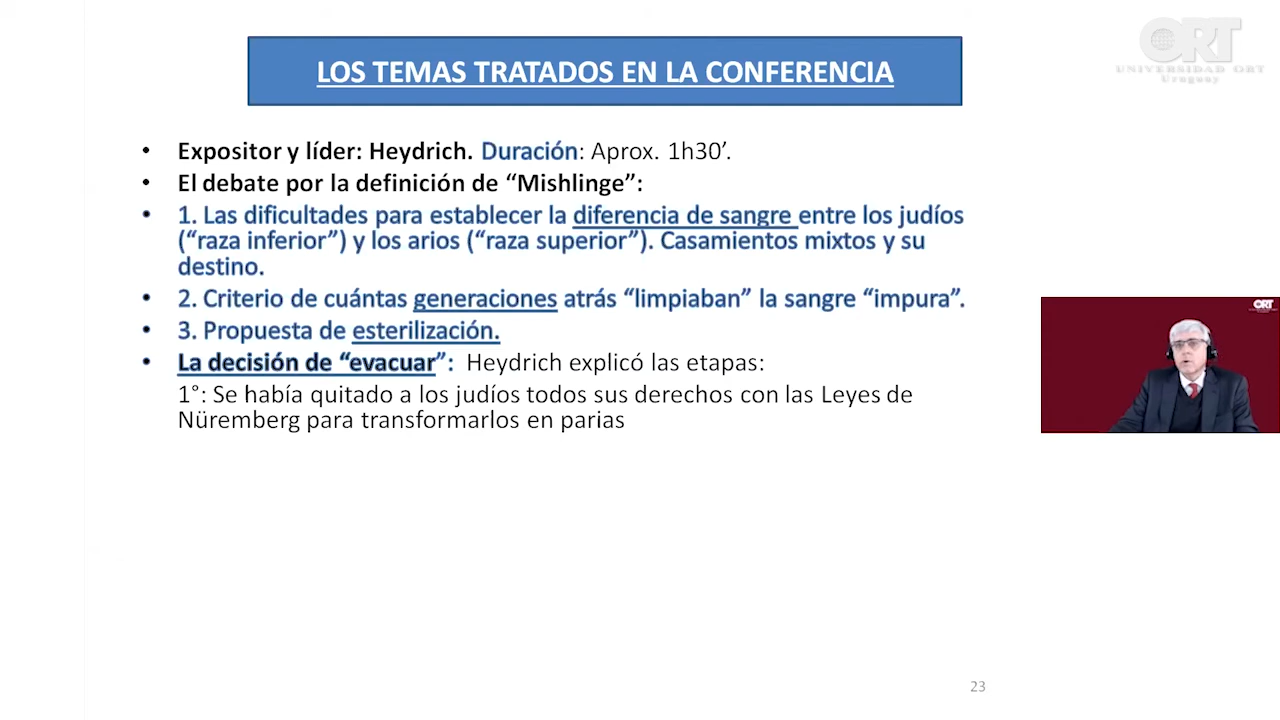 ORT
UNIVERSIDAD ORT
Uruguay
LOS TEMAS TRATADOS EN LA CONFERENCIA
• Expositor y líder: Heydrich. Duración: Aprox. 1h30’.
• El debate por la definición de “Mishlinge”:
• 1. Las dificultades para establecer la diferencia de sangre entre los judíos
(“raza inferior”) y los arios (“raza superior”). Casamientos mixtos y su
destino.
• 2. Criterio de cuántas generaciones atrás “limpiaban” la sangre “impura”.
• 3. Propuesta de esterilización.
• La decisión de “evacuar”: Heydrich explicó las etapas:
1°: Se había quitado a los judíos todos sus derechos con las Leyes de
Nüremberg para transformarlos en parias
ORT
23